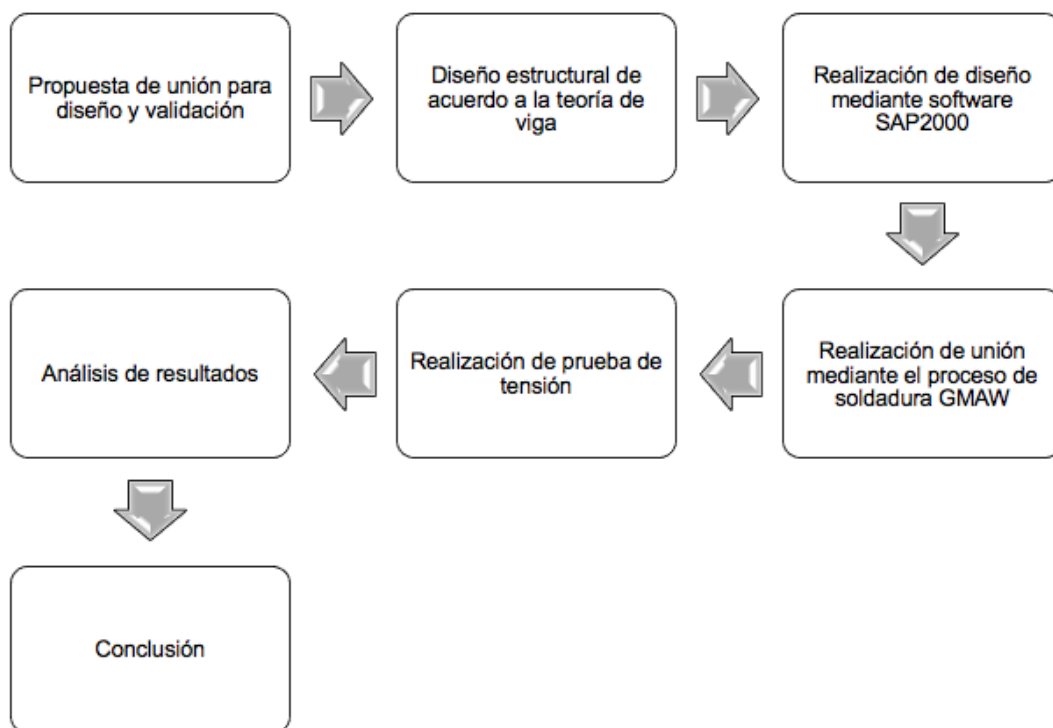 Propuesta de unión para
diseño y validación
Diseño estructural de
acuerdo a la teoría de
viga
Realización de diseño
mediante software
SAP2000
Realización de unión
mediante el proceso de
soldadura GMAW
Realización de prueba de
tensión
Análisis de resultados
Conclusión